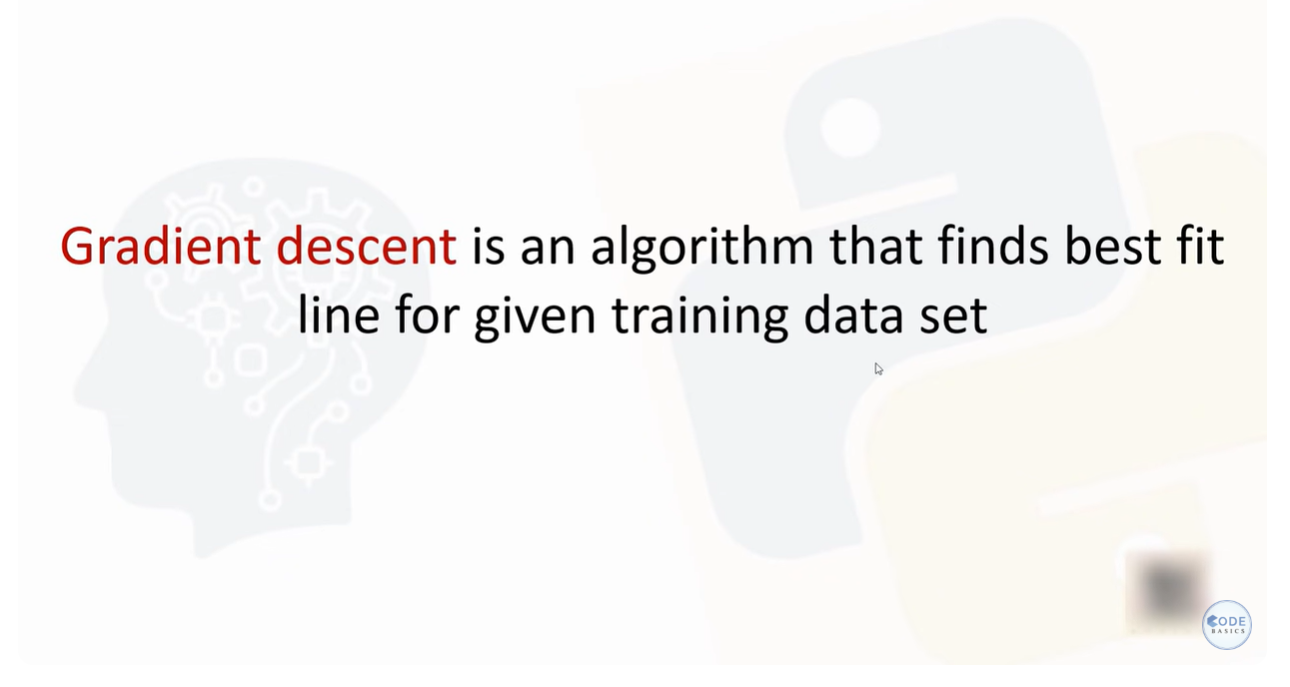 Gradient descent is an algorithm that finds best fit
line for given training data set
CODE
BASICS